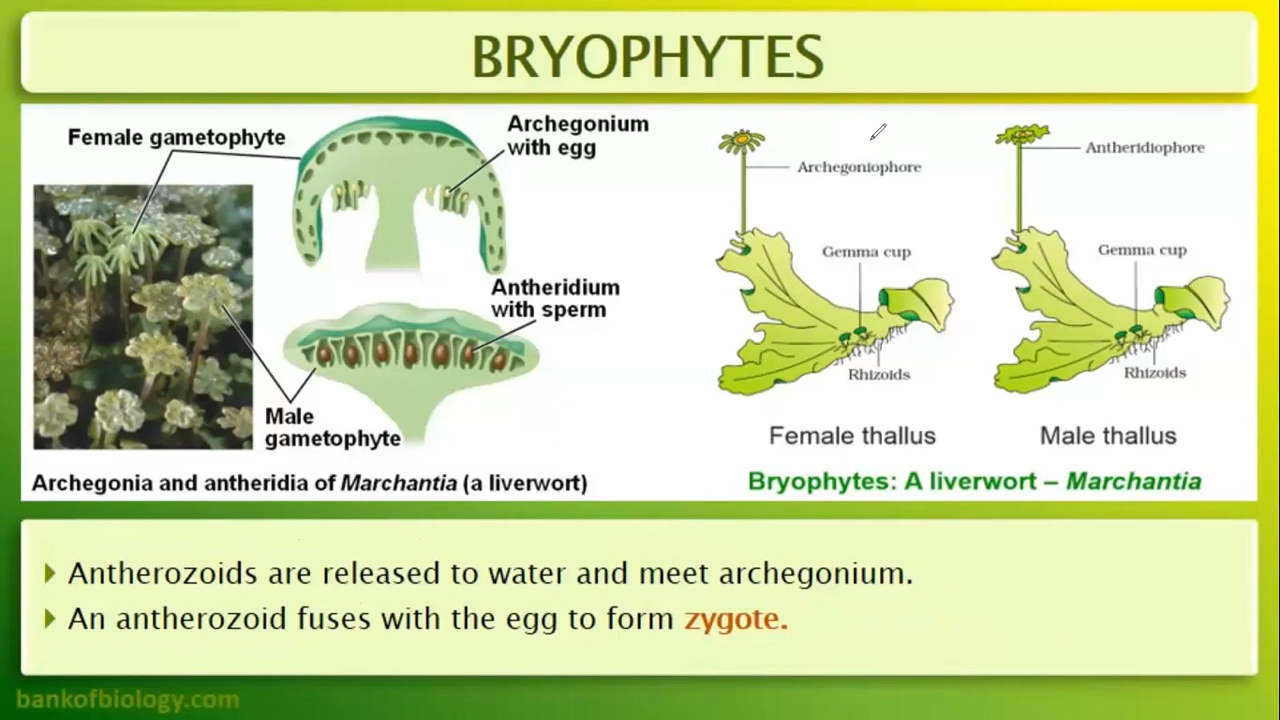 BRYOPHYTES
Female gametophyte
Archegonium
with egg
Antheridium
with sperm
Male
gametophyte
Archegonia and antheridia of Marchantia (a liverwort)
Archegoniophore
Gemma cup
Rhizoids
Female thallus
Antheridiophore
Gemma cup
Rhizoids
Male thallus
Bryophytes: A liverwort – Marchantia
Antherozoids are released to water and meet archegonium.
An antherozoid fuses with the egg to form zygote.
bankofbiology.com